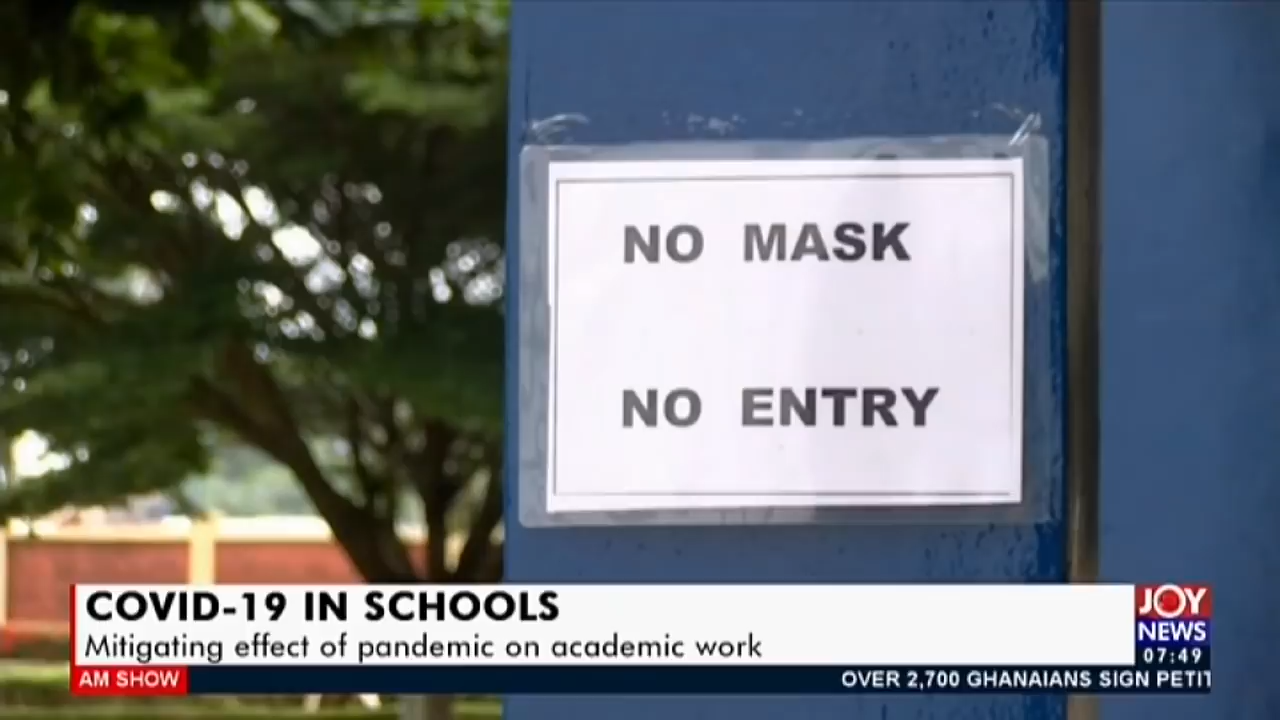 NO MASK
NO ENTRY
COVID-19 IN SCHOOLS
Mitigating effect of pandemic on academic work
JOY
NEWS
07:49
AM SHOW
OVER 2,700 GHANAIANS SIGN PETIT